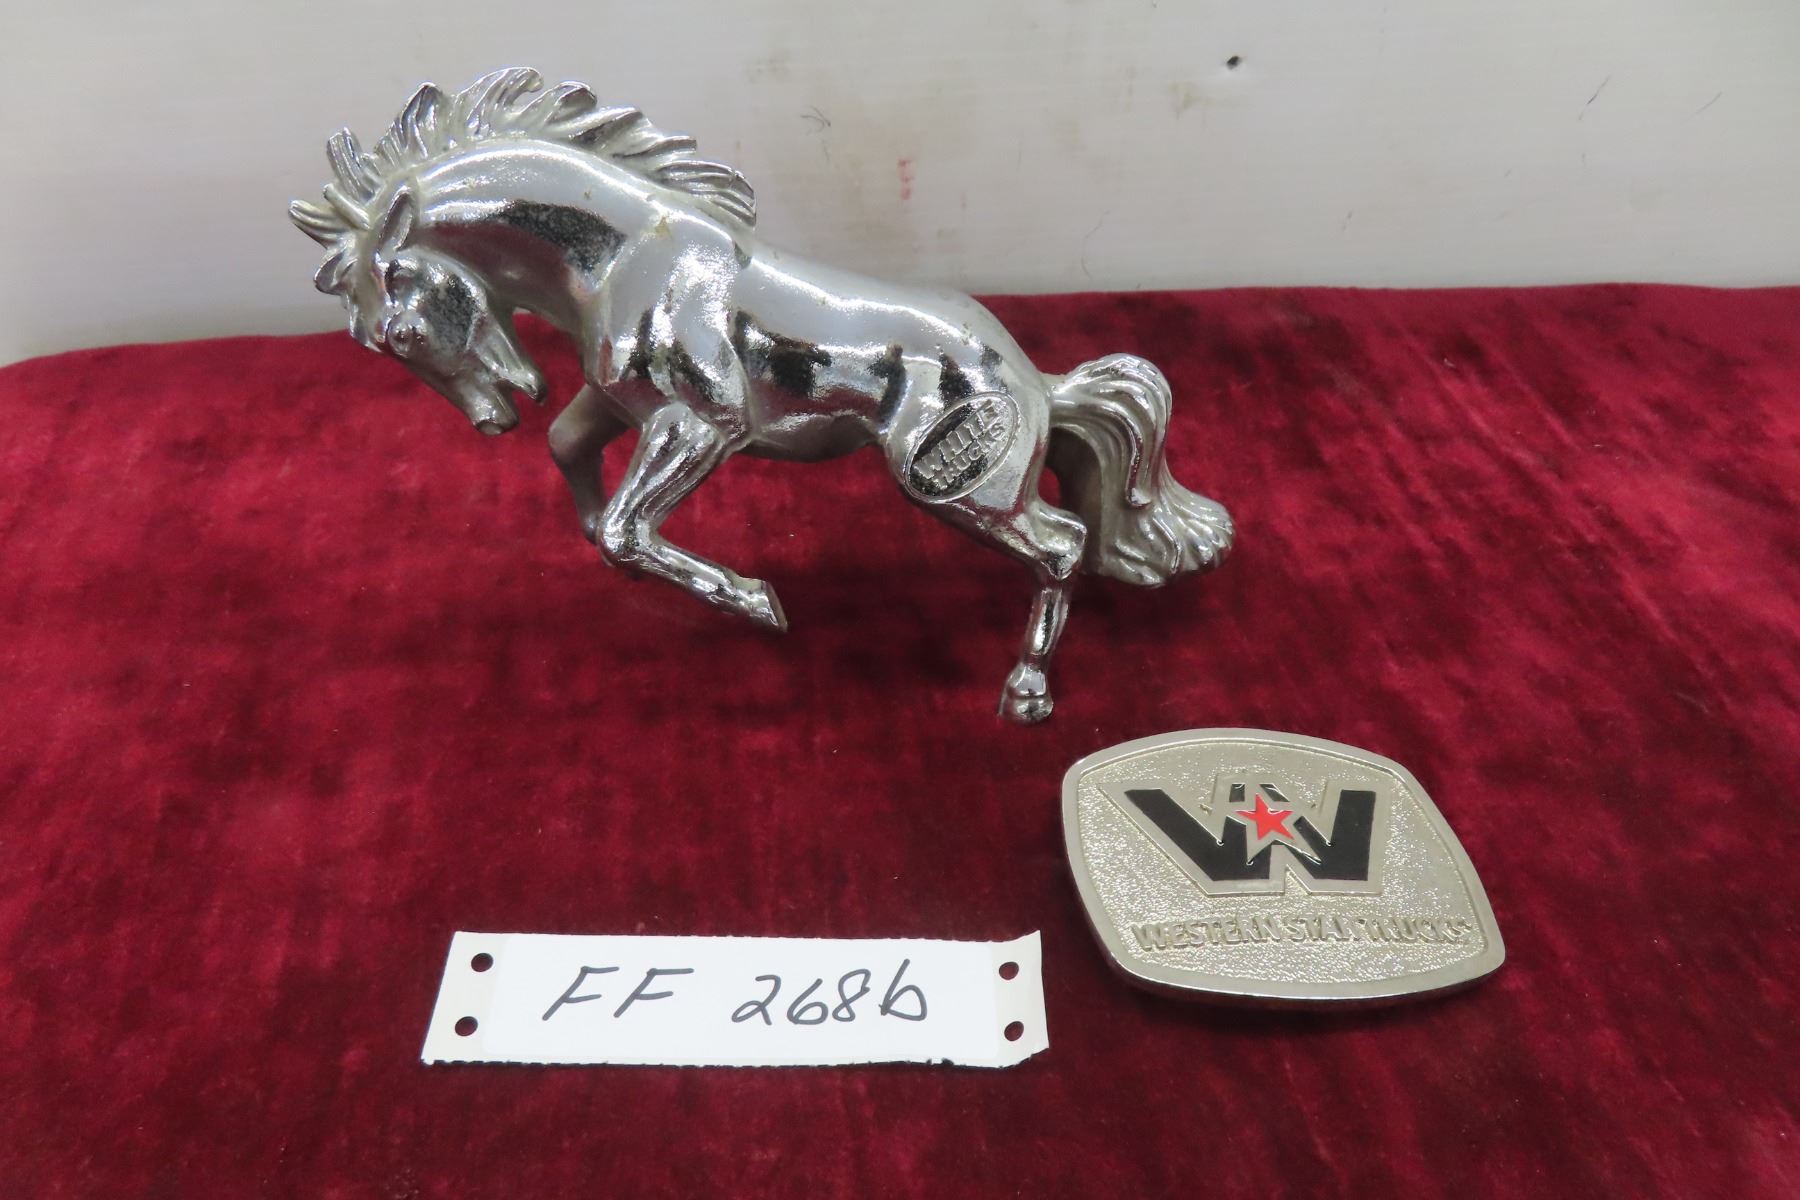 WHITE
TRUCKS
W
WESTERN STAR TRUCKS
FF 268b